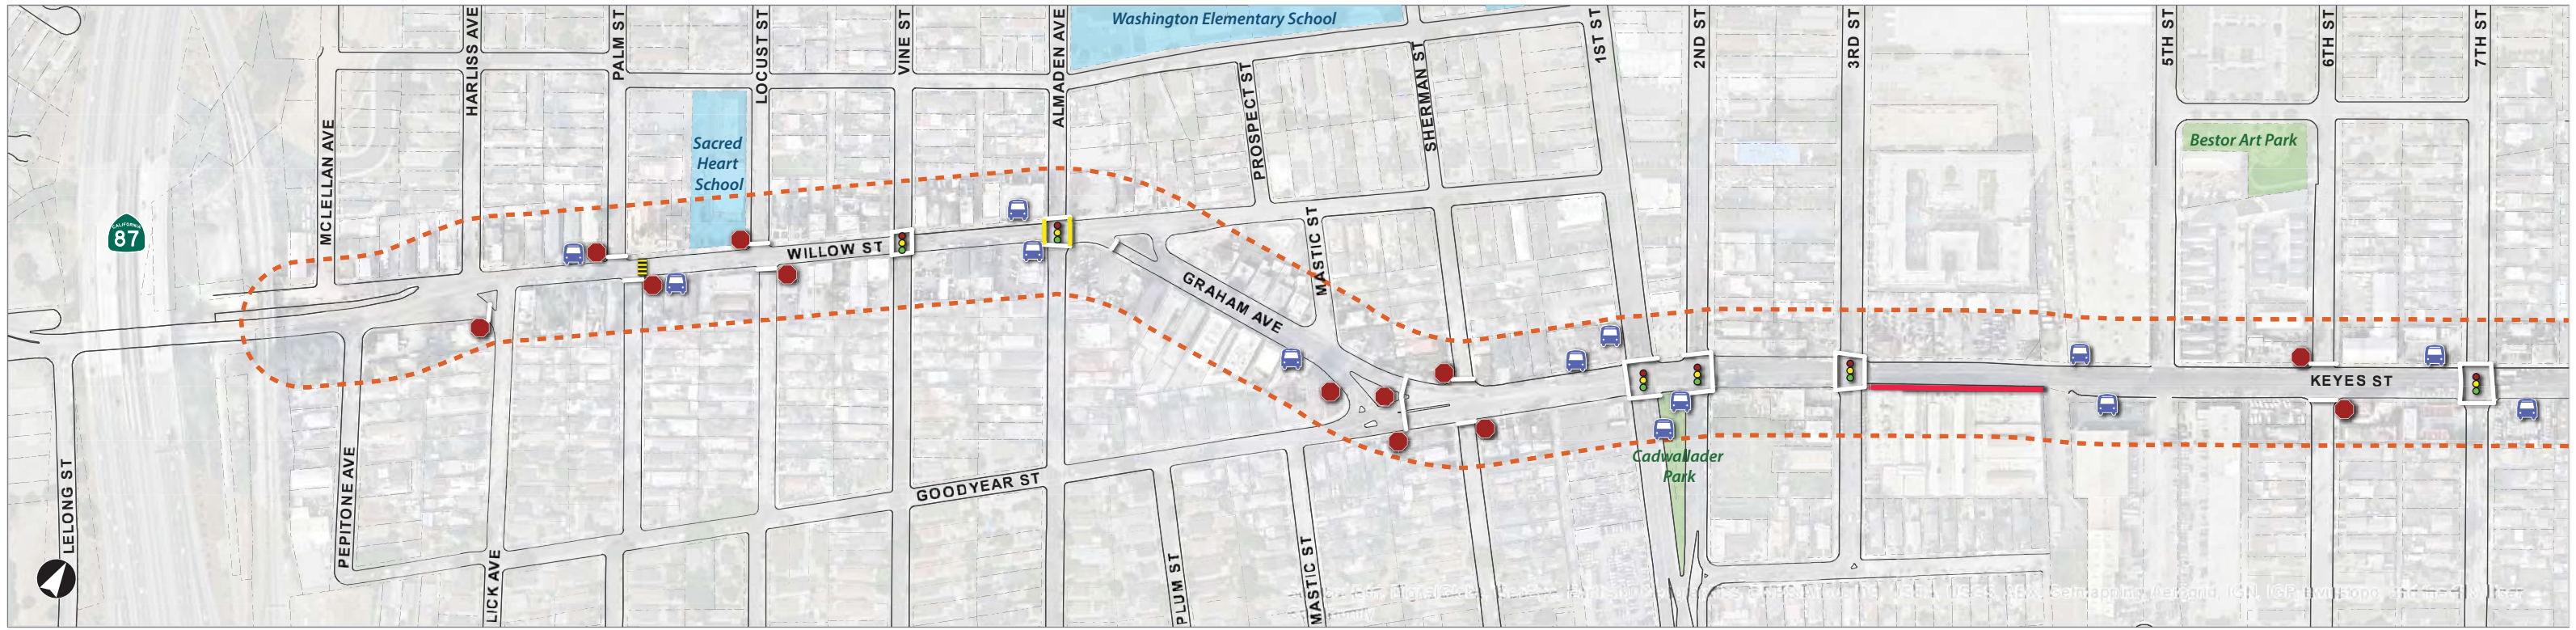 Washington Elementary School
HARLISS AVE
PALM ST
LOCUST ST
VINE ST
ALMADEN AVE
PROSPECT ST
SHERMAN ST
1ST ST
2ND ST
3RD ST
5TH ST
6TH ST
7TH ST
MCLELLAN AVE
Sacred
Heart
School
Bestor Art Park
CALIFORNIA
87
WILLOW ST
MASTIC ST
GRAHAM AVE
KEYES ST
Cadwallader
Park
LELONG ST
PEPITONE AVE
GOODYEAR ST
LICK AVE
PLUM ST
MASTIC ST